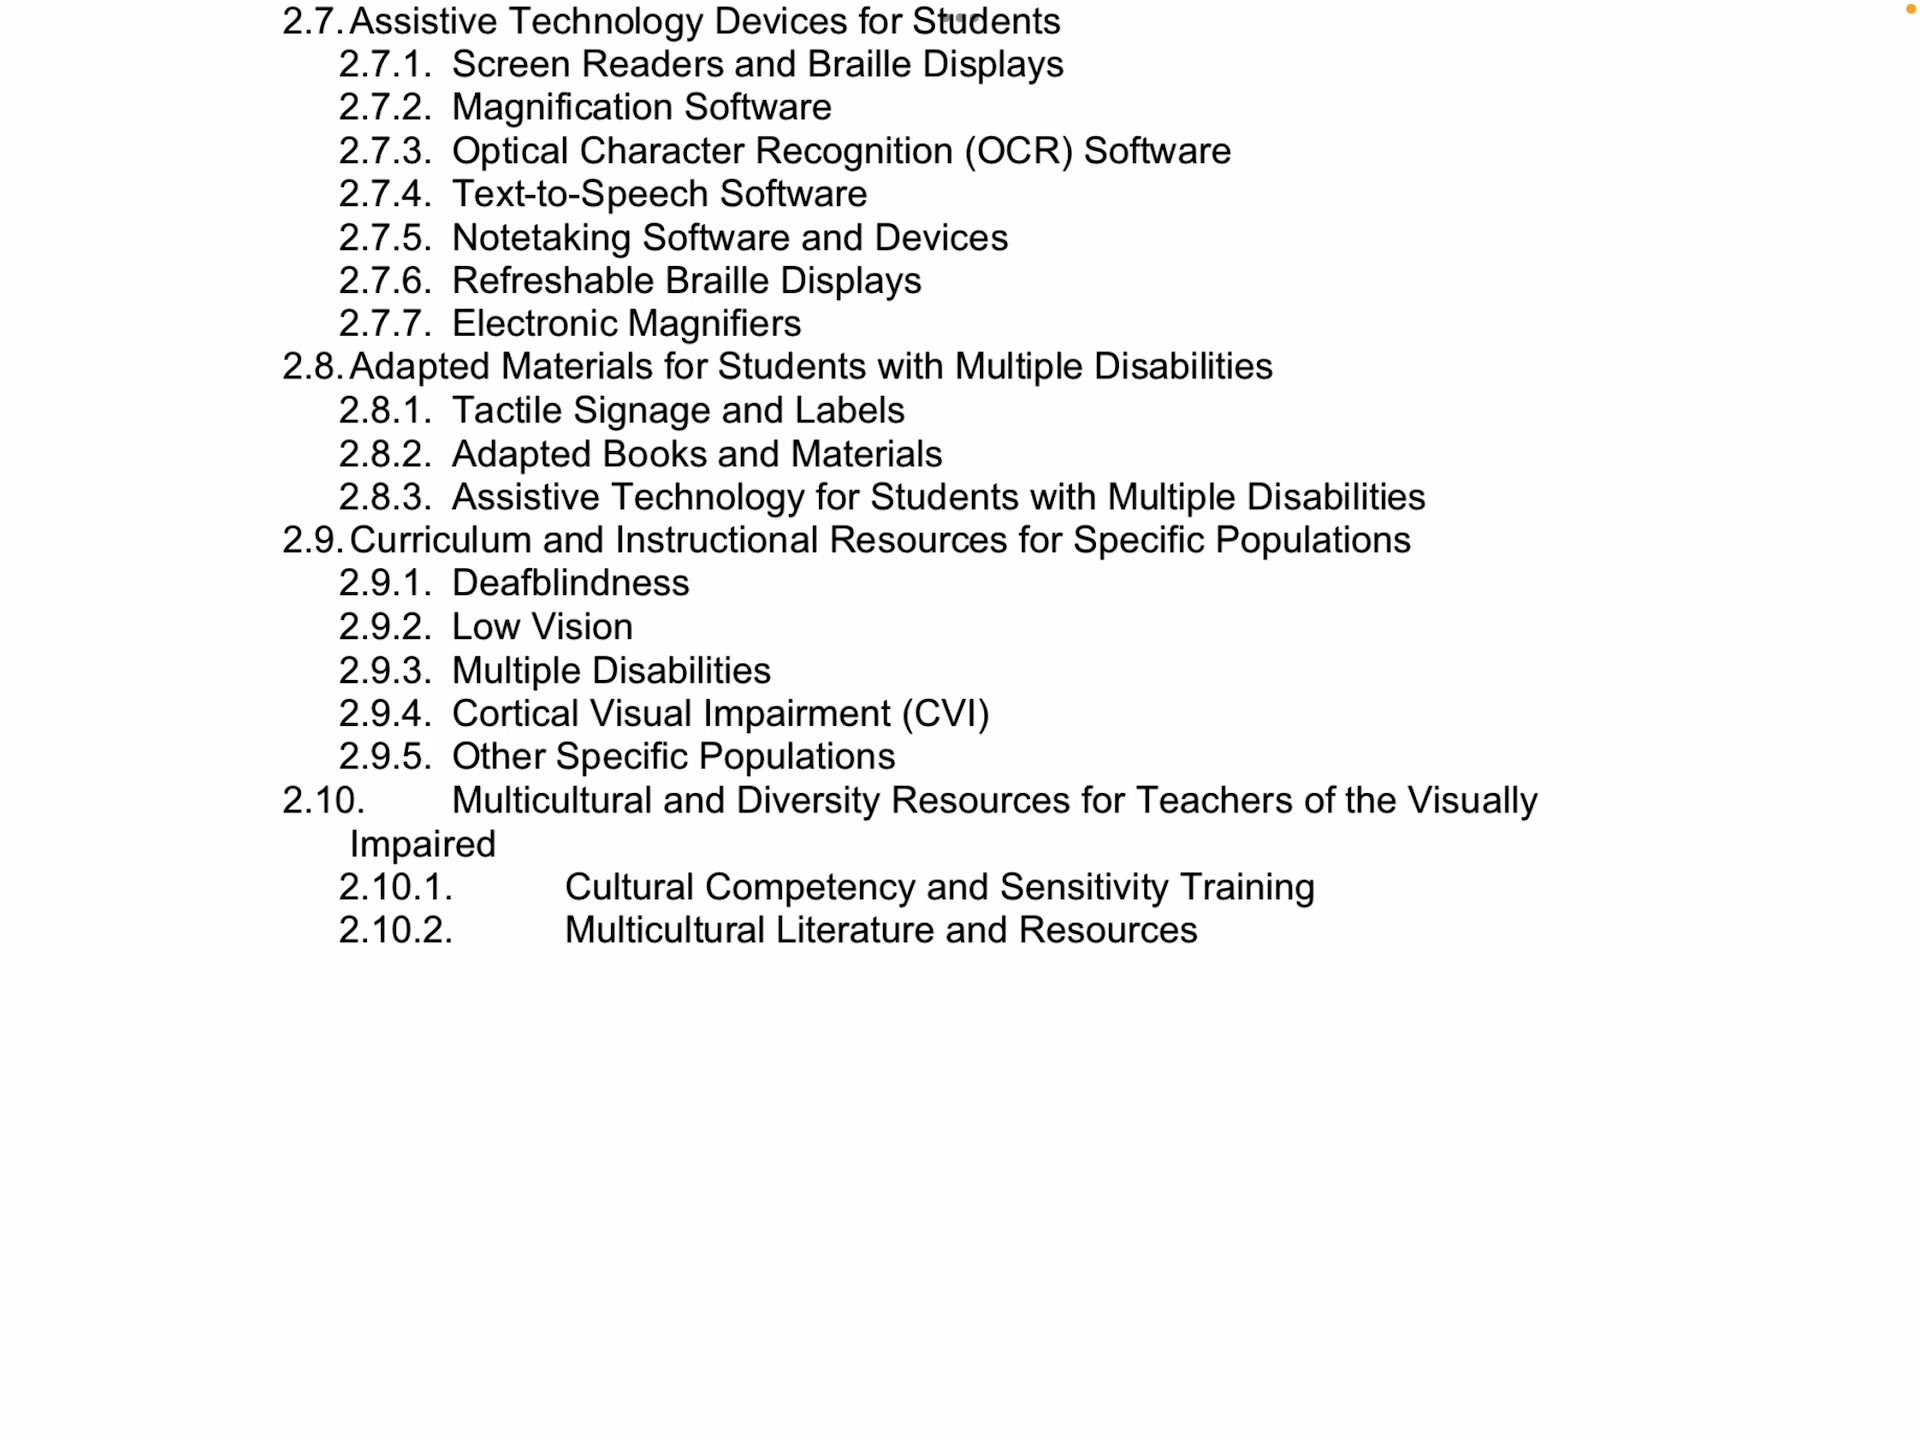 2.7. Assistive Technology Devices for Students
2.7.1. Screen Readers and Braille Displays
2.7.2. Magnification Software
2.7.3. Optical Character Recognition (OCR) Software
2.7.4. Text-to-Speech Software
2.7.5. Notetaking Software and Devices
2.7.6. Refreshable Braille Displays
2.7.7. Electronic Magnifiers
2.8. Adapted Materials for Students with Multiple Disabilities
2.8.1. Tactile Signage and Labels
2.8.2. Adapted Books and Materials
2.8.3. Assistive Technology for Students with Multiple Disabilities
2.9. Curriculum and Instructional Resources for Specific Populations
2.9.1. Deafblindness
2.9.2. Low Vision
2.9.3. Multiple Disabilities
2.9.4. Cortical Visual Impairment (CVI)
2.9.5. Other Specific Populations
2.10. Multicultural and Diversity Resources for Teachers of the Visually
Impaired
2.10.1. Cultural Competency and Sensitivity Training
2.10.2. Multicultural Literature and Resources